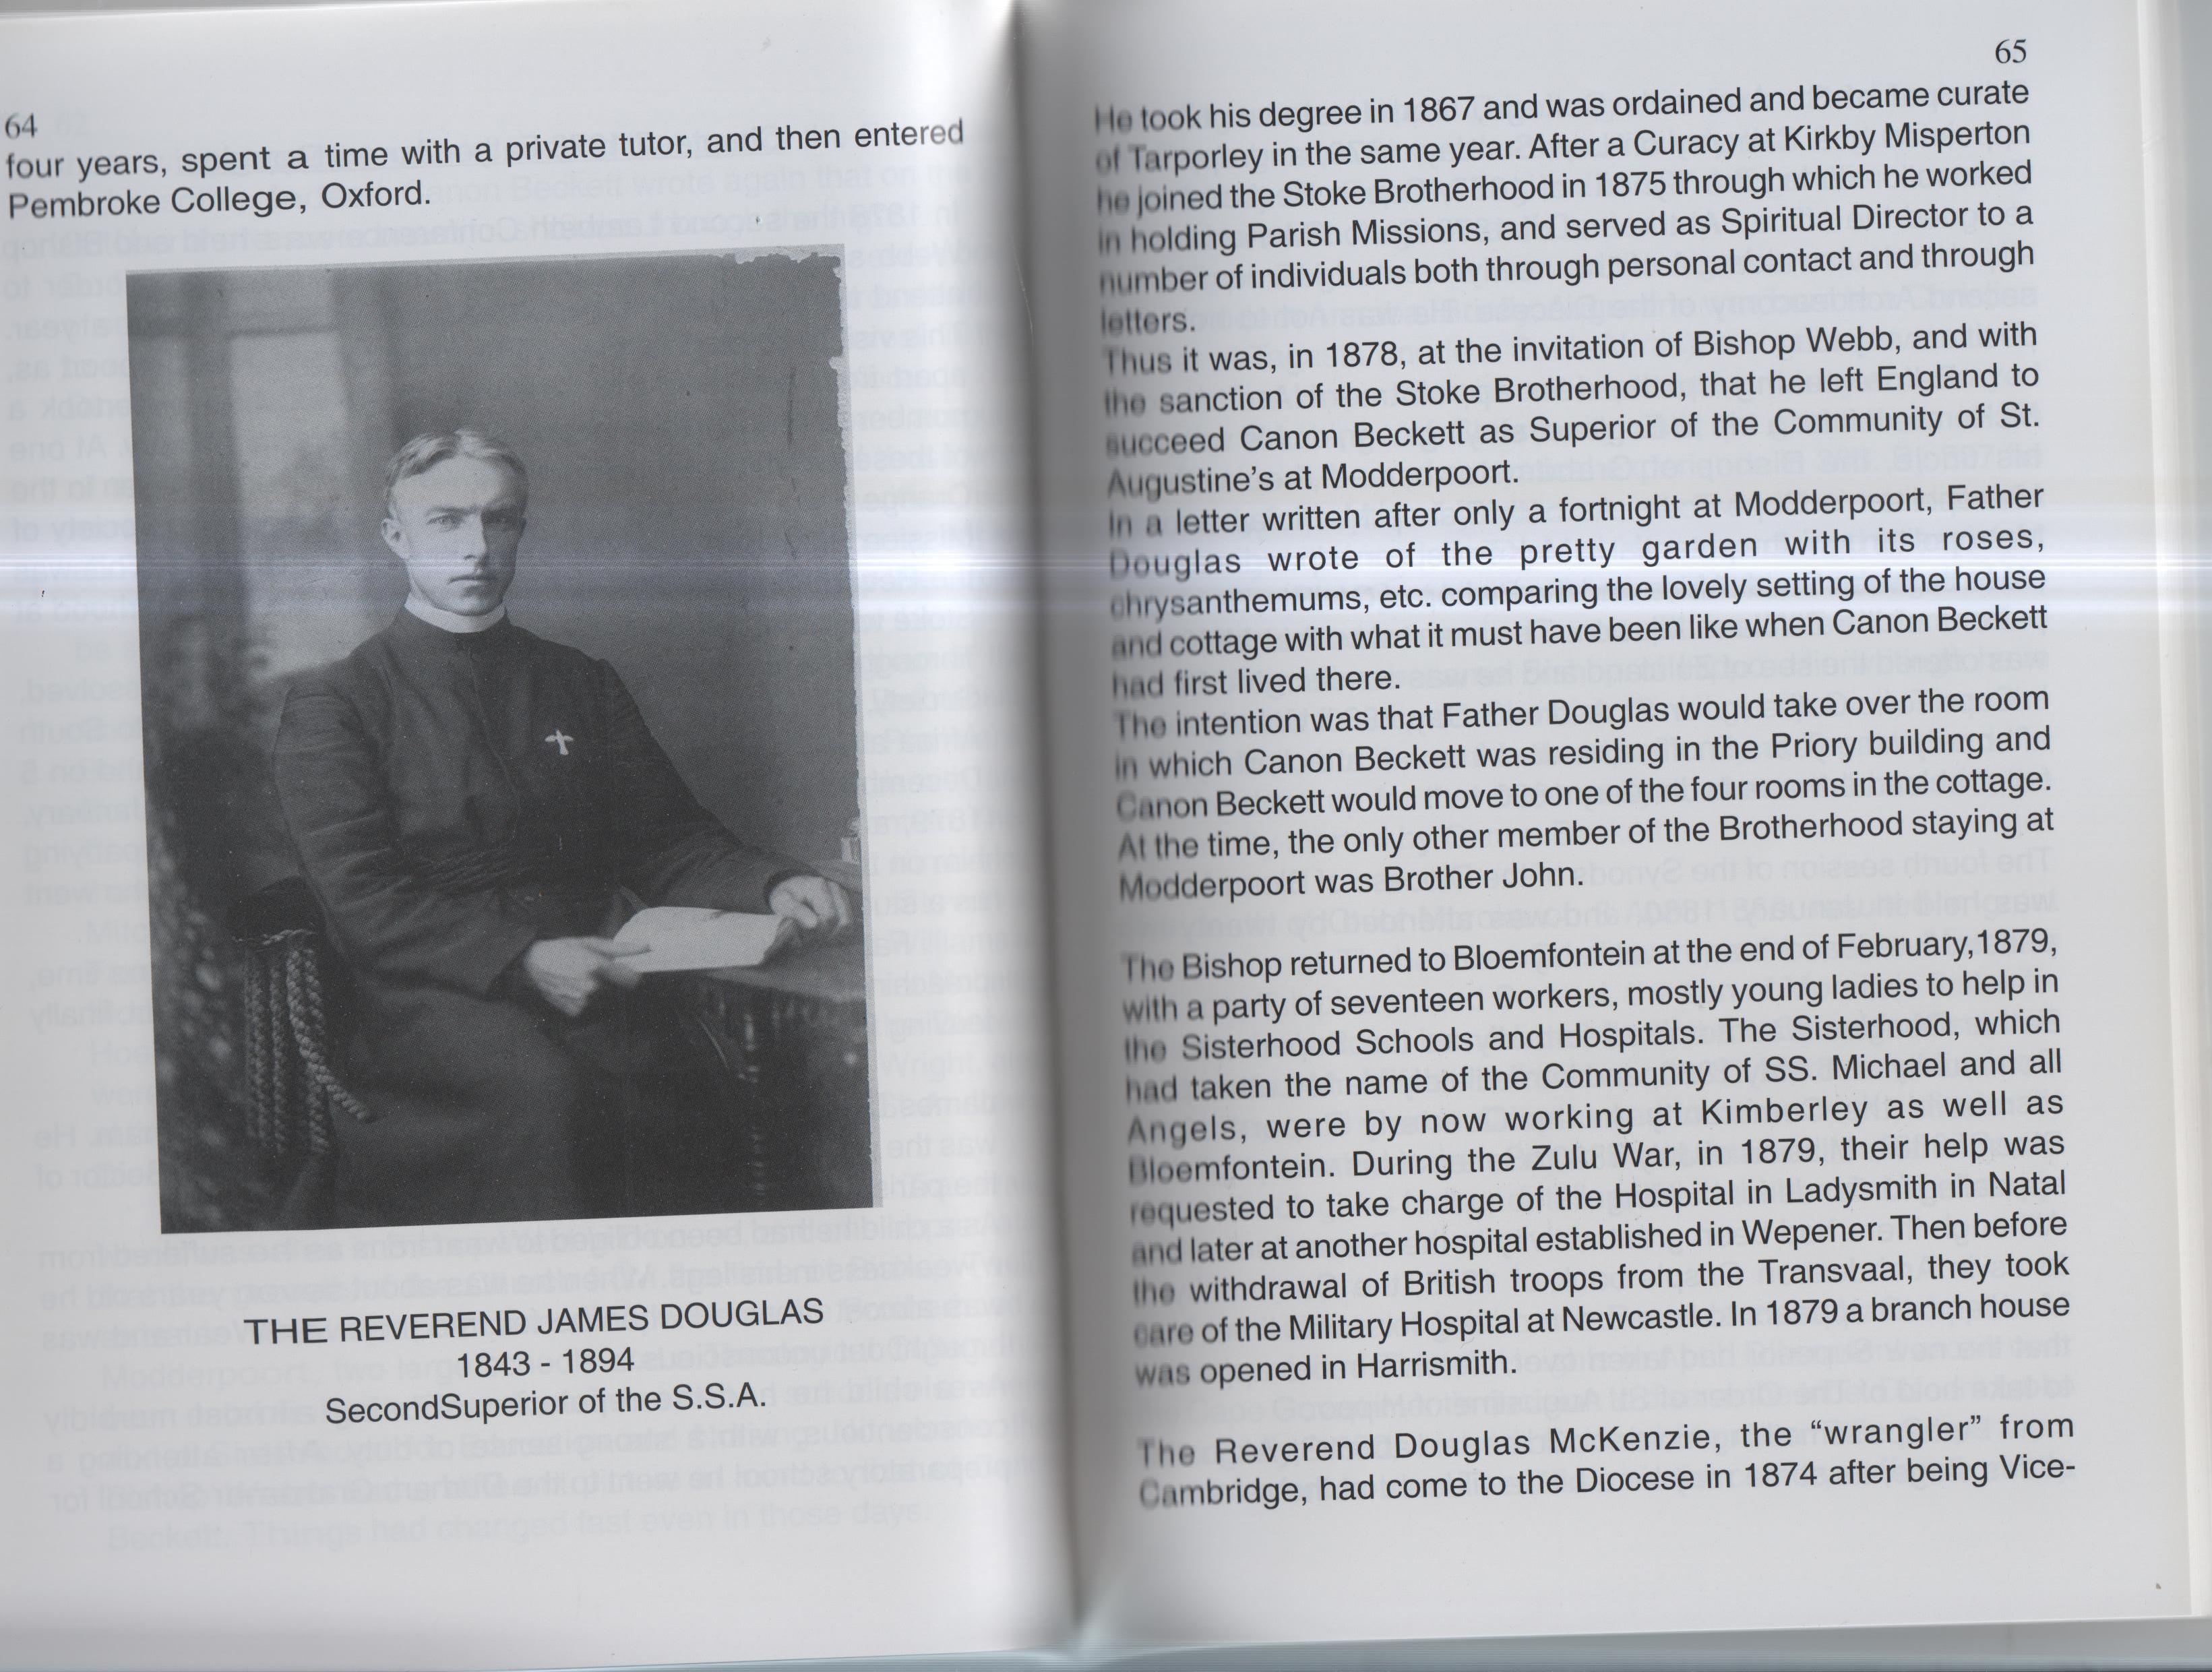 64
four years, spent a time with a private tutor, and then entered
Pembroke College, Oxford.
THE REVEREND JAMES DOUGLAS
1843 - 1894
SecondSuperior of the S.S.A.
65
He took his degree in 1867 and was ordained and became curate
of Tarporley in the same year. After a Curacy at Kirkby Misperton
he joined the Stoke Brotherhood in 1875 through which he worked
in holding Parish Missions, and served as Spiritual Director to a
number of individuals both through personal contact and through
letters.
Thus it was, in 1878, at the invitation of Bishop Webb, and with
the sanction of the Stoke Brotherhood, that he left England to
succeed Canon Beckett as Superior of the Community of St.
Augustine's at Modderpoort.
In a letter written after only a fortnight at Modderpoort, Father
Douglas wrote of the pretty garden with its roses,
chrysanthemums, etc. comparing the lovely setting of the house
and cottage with what it must have been like when Canon Beckett
had first lived there.
The intention was that Father Douglas would take over the room
in which Canon Beckett was residing in the Priory building and
Canon Beckett would move to one of the four rooms in the cottage.
At the time, the only other member of the Brotherhood staying at
Modderpoort was Brother John.
The Bishop returned to Bloemfontein at the end of February,1879,
with a party of seventeen workers, mostly young ladies to help in
the Sisterhood Schools and Hospitals. The Sisterhood, which
had taken the name of the Community of SS. Michael and all
Angels, were by now working at Kimberley as well as
Bloemfontein. During the Zulu War, in 1879, their help was
requested to take charge of the Hospital in Ladysmith in Natal
and later at another hospital established in Wepener. Then before
the withdrawal of British troops from the Transvaal, they took
care of the Military Hospital at Newcastle. In 1879 a branch house
was opened in Harrismith.
The Reverend Douglas McKenzie, the “wrangler” from
Cambridge, had come to the Diocese in 1874 after being Vice-